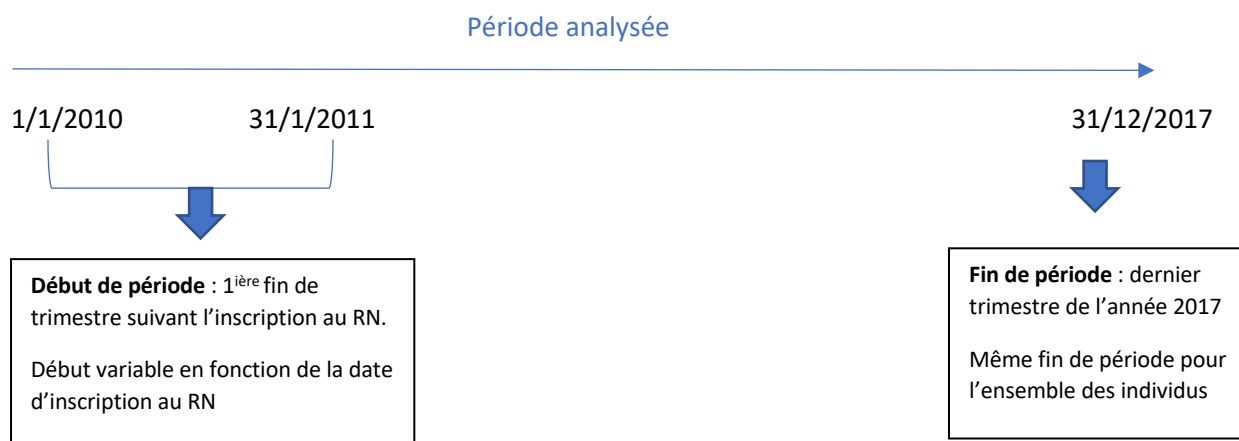 Période analysée
1/1/2010 31/1/2011 31/12/2017
Début de période : 1ière fin de
trimestre suivant l'inscription au RN.
Début variable en fonction de la date
d'inscription au RN
Fin de période : dernier
trimestre de l'année 2017
Même fin de période pour
l'ensemble des individus